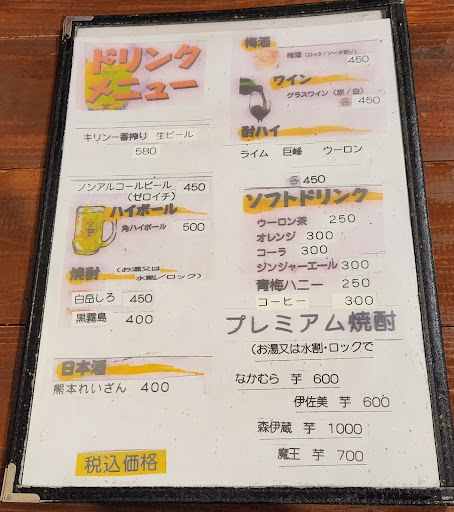 ドリンク
メニュー
キリン一番搾り 生ビール
580
ノンアルコールビール 450
(ゼロイチ)
ハイボール
角ハイボール 500
焼酎 (お湯又は
水割/ロック)
白岳しろ 450
黒霧島 400
日本酒
熊本れいざん 400
税込価格
梅酒
梅酒(ロック/ソーダ割り)
450
ワイン
グラスワイン(赤/白)
各450
酎ハイ
ライム 巨峰 ウーロン
各450
ソフトドリンク
ウーロン茶 250
オレンジ 300
コーラ 300
ジンジャーエール 300
青梅ハニー 250
コーヒー 300
プレミアム焼酎
(お湯又は水割・ロックで
なかむら 芋 600
伊佐美 芋 600
森伊蔵 芋 1000
魔王 芋 700